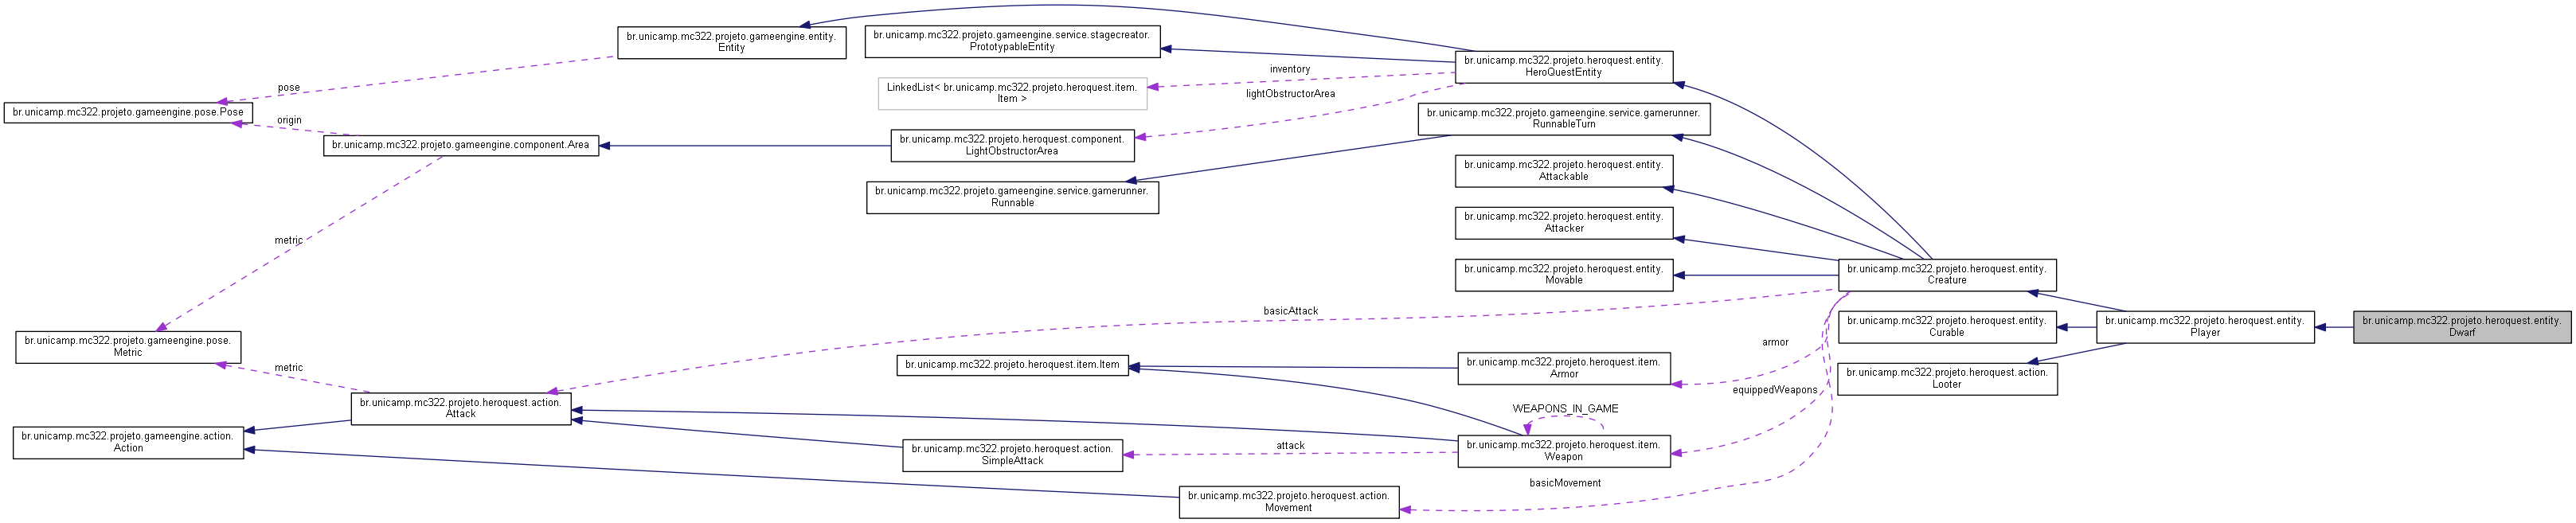 br.unicamp.mc322.projeto.gameengine.entity.
Entity
br.unicamp.mc322.projeto.gameengine.service.stagecreator.
PrototypableEntity
br.unicamp.mc322.projeto.heroquest.entity.
HeroQuestEntity
inventory
LinkedList< br.unicamp.mc322.projeto.heroquest.item.
Item >
pose
lightObstructorArea
br.unicamp.mc322.projeto.gameengine.pose.Pose
origin
br.unicamp.mc322.projeto.gameengine.service.gamerunner.
RunnableTurn
br.unicamp.mc322.projeto.gameengine.component.Area
br.unicamp.mc322.projeto.heroquest.component.
LightObstructorArea
br.unicamp.mc322.projeto.heroquest.entity.
Attackable
br.unicamp.mc322.projeto.gameengine.service.gamerunner.
Runnable
br.unicamp.mc322.projeto.heroquest.entity.
Attacker
metric
br.unicamp.mc322.projeto.heroquest.entity.
Movable
br.unicamp.mc322.projeto.heroquest.entity.
Creature
basicAttack
br.unicamp.mc322.projeto.heroquest.entity.
Curable
br.unicamp.mc322.projeto.heroquest.entity.
Player
br.unicamp.mc322.projeto.heroquest.entity.
Dwarf
br.unicamp.mc322.projeto.gameengine.pose.
Metric
armor
metric
br.unicamp.mc322.projeto.heroquest.item.Item
br.unicamp.mc322.projeto.heroquest.item.
Armor
br.unicamp.mc322.projeto.heroquest.action.
Looter
equippedWeapons
br.unicamp.mc322.projeto.heroquest.action.
Attack
WEAPONS_IN_GAME
br.unicamp.mc322.projeto.gameengine.action.
Action
br.unicamp.mc322.projeto.heroquest.action.
SimpleAttack
attack
br.unicamp.mc322.projeto.heroquest.item.
Weapon
basicMovement
br.unicamp.mc322.projeto.heroquest.action.
Movement